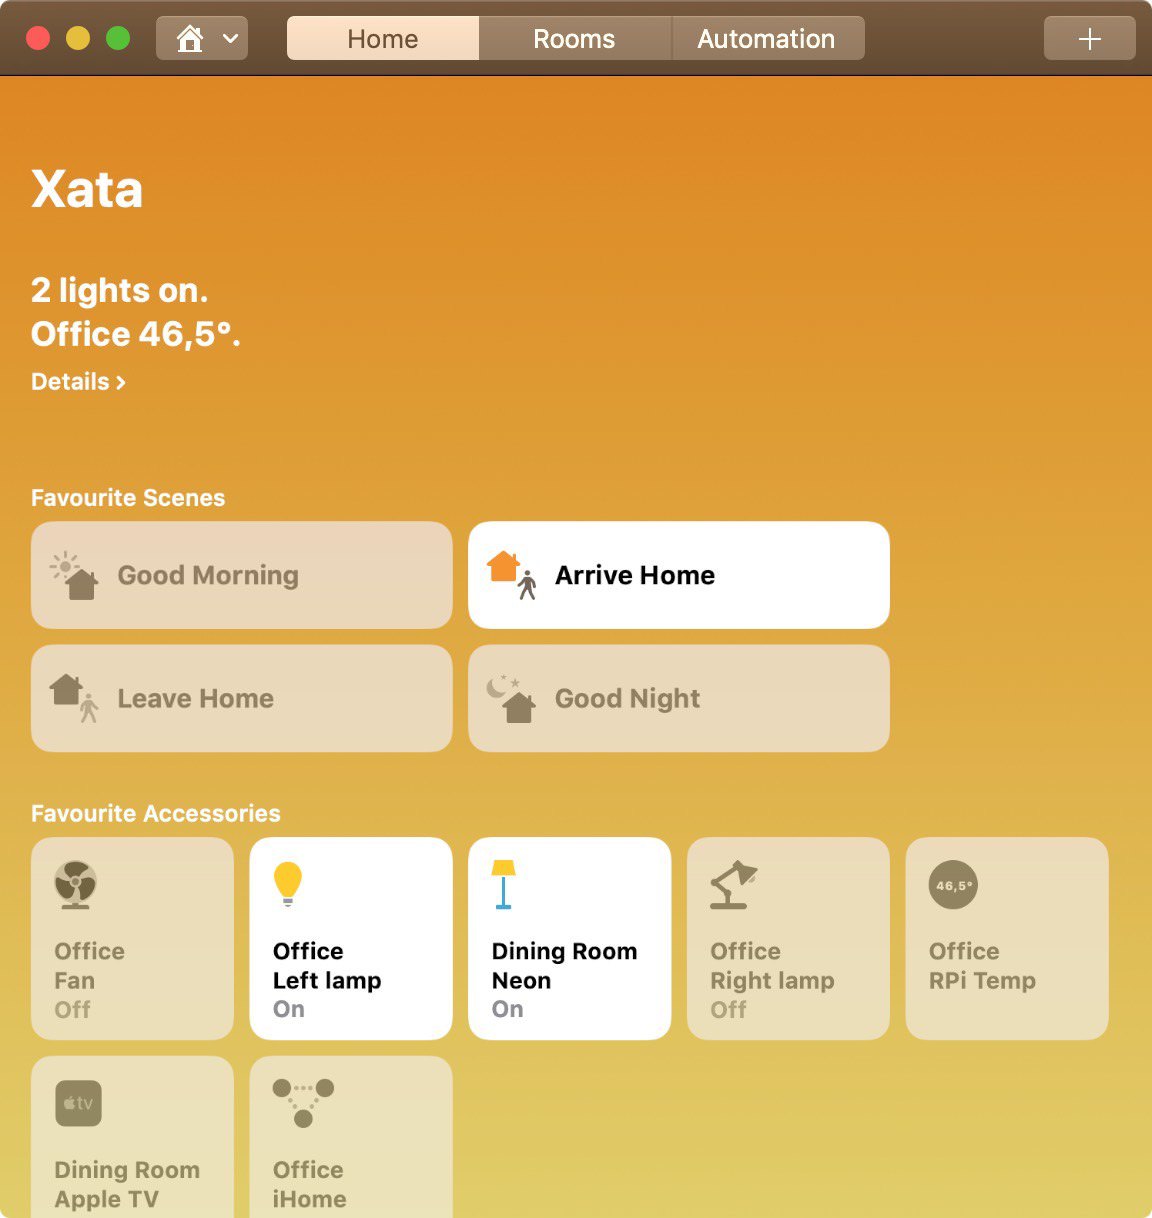 Home
Rooms
Automation
Xata
2 lights on.
Office 46,5°.
Details ›
Favourite Scenes
Good Morning
Arrive Home
Leave Home
Good Night
Favourite Accessories
Office
Fan
Off
Office
Left lamp
On
Dining Room
Neon
On
Office
Right lamp
Off
46,5°
Office
RPi Temp
tv
Dining Room
Apple TV
Office
iHome